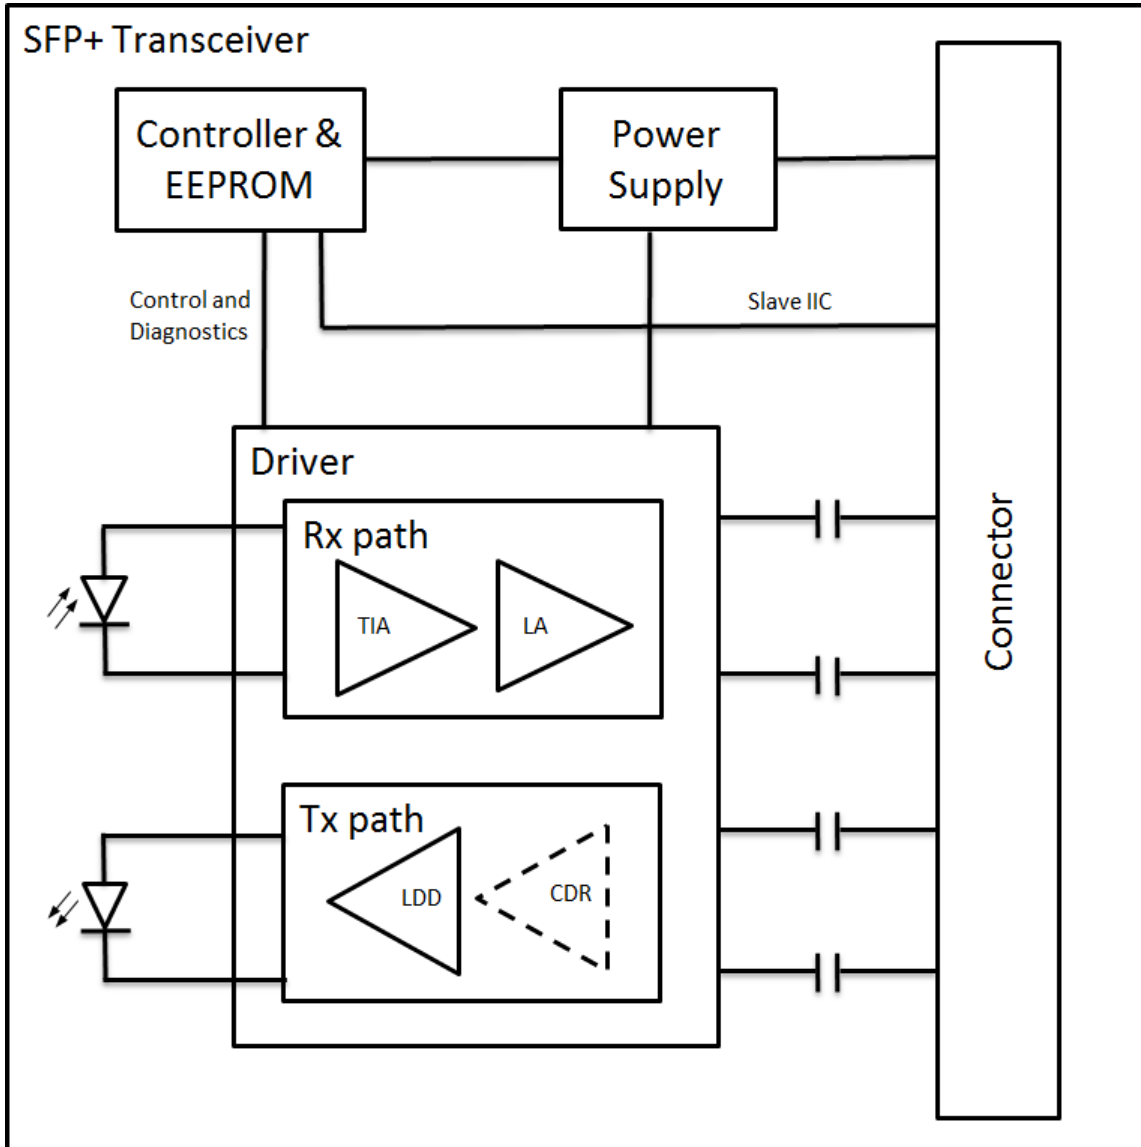 SFP+ Transceiver
Controller &
EEPROM
Power
Supply
Control and
Diagnostics
Slave IIC
Driver
Rx path
TIA
LA
Connector
Tx path
LDD
CDR